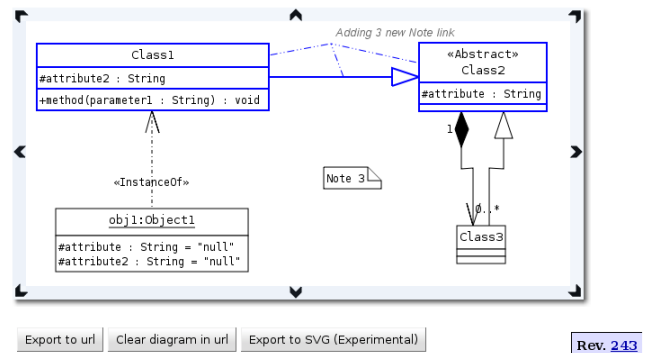 Adding 3 new Note link
Class1
#attribute2 : String
+method(parameter1 : String) : void
«Abstract»
Class2
#attribute : String
1
«InstanceOf»
Note 3
0..*
obj1:Object1
#attribute : String = "null"
#attribute2 : String = "null"
Class3
Export to url
Clear diagram in url
Export to SVG (Experimental)
Rev. 243